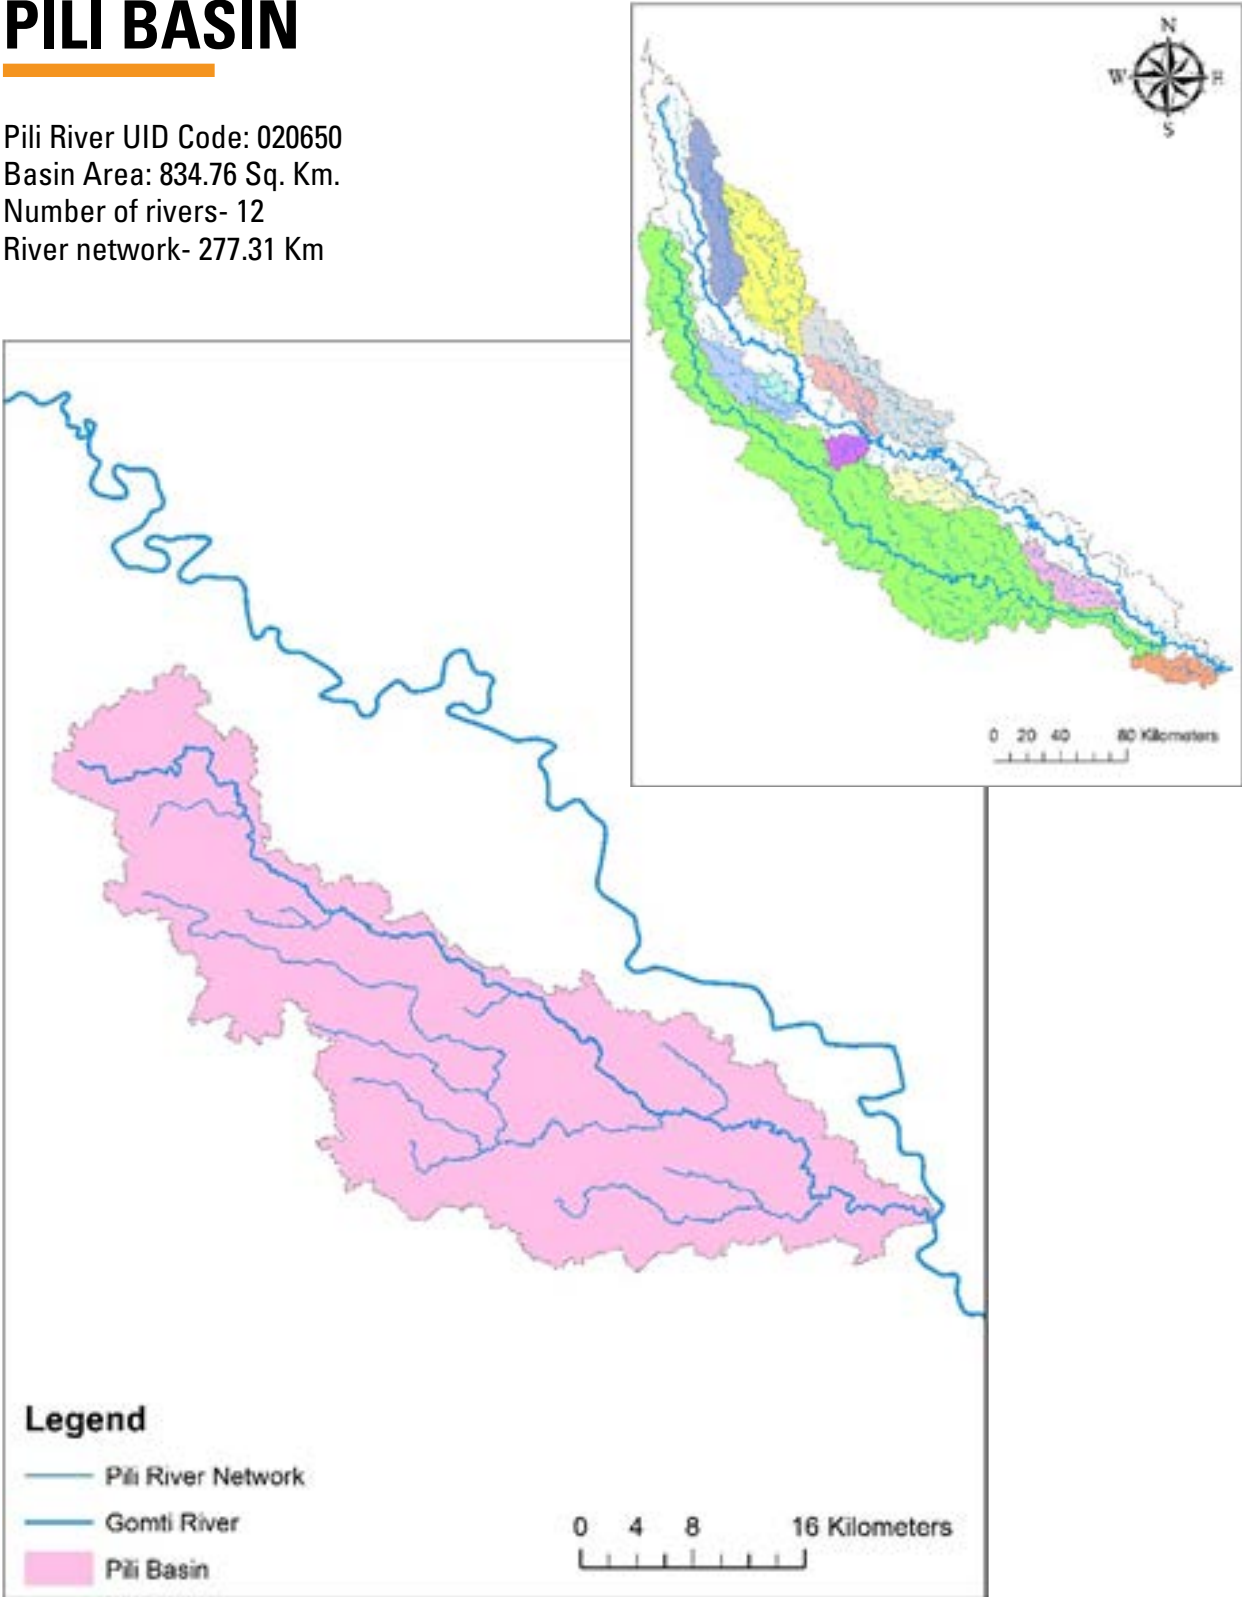 PILI BASIN
Pili River UID Code: 020650
Basin Area: 834.76 Sq. Km.
Number of rivers- 12
River network- 277.31 Km
N
W E
S
0 20 40 80 Kilometers
Legend
Pili River Network
Gomti River
Pili Basin
0 4 8 16 Kilometers